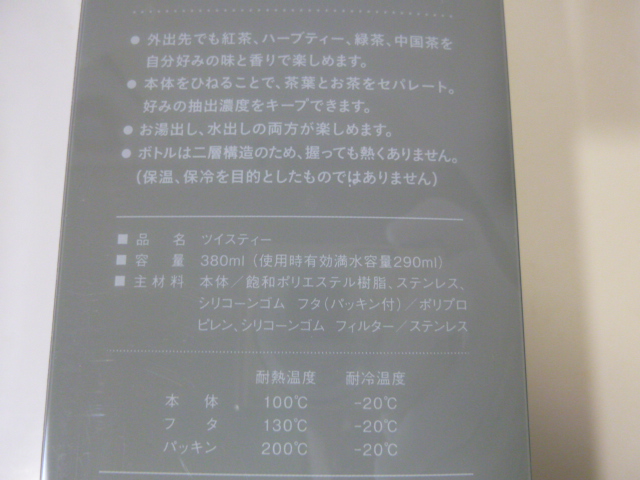 ● 外出先でも紅茶、ハーブティー、緑茶、中国茶を
自分好みの味と香りで楽しめます。
● 本体をひねることで、茶葉とお茶をセパレート。
好みの抽出濃度をキープできます。
● お湯出し、水出しの両方が楽しめます。
● ボトルは二層構造のため、握っても熱くありません。
(保温、保冷を目的としたものではありません)
■ 品 名 ツイスティー
■ 容 量 380ml (使用時有効満水容量290ml)
■ 主材料 本体/飽和ポリエステル樹脂、ステンレス、
シリコーンゴム フタ(パッキン付)/ポリプロ
ピレン、シリコーンゴム フィルター/ステンレス
耐熱温度 耐冷温度
本 体 100℃ -20℃
フ タ 130℃ -20℃
パッキン 200℃ -20℃